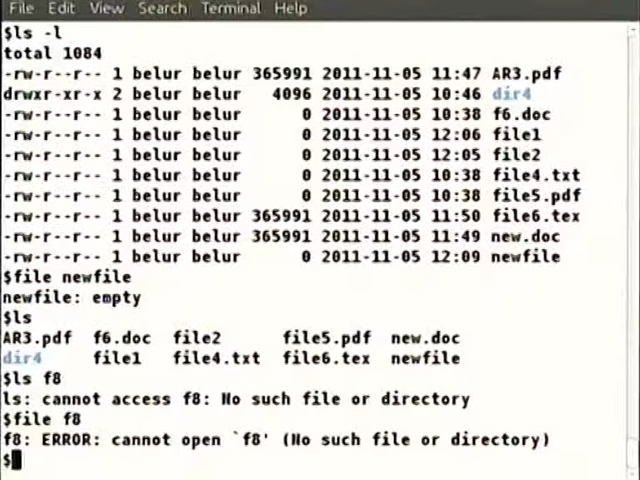 File Edit View Search Terminal Help
$ls -l
total 1084
-rw-r--r-- 1 belur belur 365991 2011-11-05 11:47 AR3.pdf
drwxr-xr-x 2 belur belur   4096 2011-11-05 10:46 dir4
-rw-r--r-- 1 belur belur      0 2011-11-05 10:38 f6.doc
-rw-r--r-- 1 belur belur      0 2011-11-05 12:06 file1
-rw-r--r-- 1 belur belur      0 2011-11-05 12:05 file2
-rw-r--r-- 1 belur belur      0 2011-11-05 10:38 file4.txt
-rw-r--r-- 1 belur belur      0 2011-11-05 10:38 file5.pdf
-rw-r--r-- 1 belur belur 365991 2011-11-05 11:50 file6.tex
-rw-r--r-- 1 belur belur 365991 2011-11-05 11:49 new.doc
-rw-r--r-- 1 belur belur      0 2011-11-05 12:09 newfile
$file newfile
newfile: empty
$ls
AR3.pdf  f6.doc  file2      file5.pdf  new.doc
dir4     file1   file4.txt  file6.tex  newfile
$ls f8
ls: cannot access f8: No such file or directory
$file f8
f8: ERROR: cannot open `f8' (No such file or directory)
$